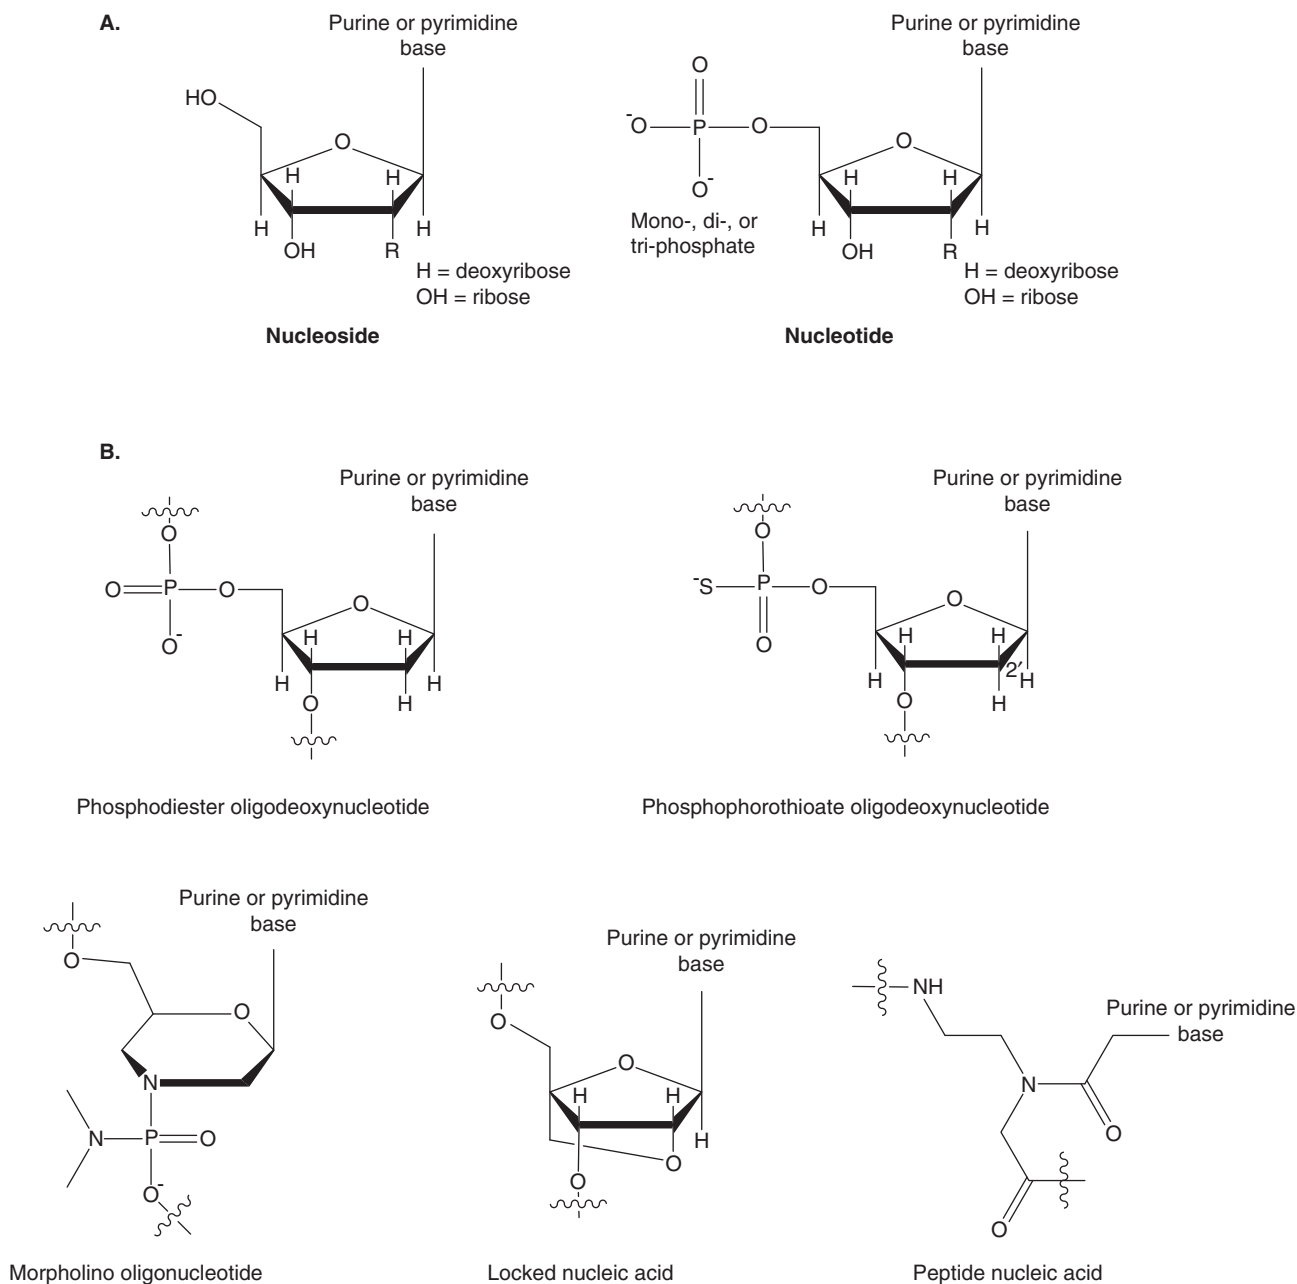 A.
Purine or pyrimidine
base
HO
O
H
H
H
OH
R
H
H = deoxyribose
OH = ribose
Nucleoside
Purine or pyrimidine
base
O
-O
P
O
O-
Mono-, di-, or
tri-phosphate
O
H
H
H
OH
R
H
H = deoxyribose
OH = ribose
Nucleotide
B.
Purine or pyrimidine
base
O
O
P
O
O-
O
H
H
H
H
H
O
Phosphodiester oligodeoxynucleotide
Purine or pyrimidine
base
O
-S
P
O
O
O
H
H
2′
H
H
H
O
Phosphophorothioate oligodeoxynucleotide
Purine or pyrimidine
base
O
O
N
N
P
O
O-
Morpholino oligonucleotide
Purine or pyrimidine
base
O
O
H
H
H
O
O
Locked nucleic acid
NH
Purine or pyrimidine
base
N
O
O
Peptide nucleic acid